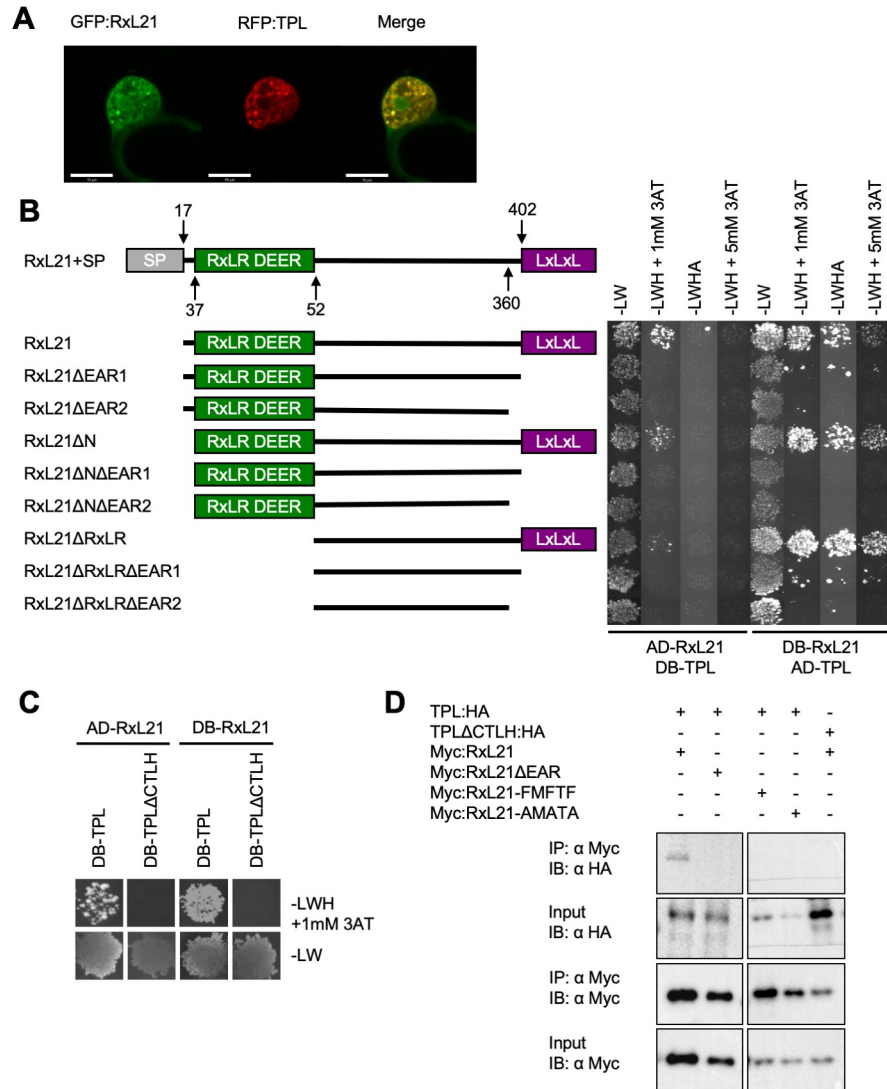 A
GFP:RxL21 RFP:TPL Merge
B
17 402
RxL21+SP SP RxLR DEER LxLxL
37 52 360
-LW -LWH + 1mM 3AT -LWHA -LWH + 5mM 3AT -LW -LWH + 1mM 3AT -LWHA -LWH + 5mM 3AT
RxL21 RxLR DEER LxLxL
RxL21ΔEAR1 RxLR DEER
RxL21ΔEAR2 RxLR DEER
RxL21ΔN RxLR DEER LxLxL
RxL21ΔNΔEAR1 RxLR DEER
RxL21ΔNΔEAR2 RxLR DEER
RxL21ΔRxLR LxLxL
RxL21ΔRxLRΔEAR1
RxL21ΔRxLRΔEAR2
AD-RxL21 DB-RxL21
DB-TPL AD-TPL
C
AD-RxL21 DB-RxL21
DB-TPL DB-TPLΔCTLH DB-TPL DB-TPLΔCTLH
-LWH
+1mM 3AT
-LW
D
TPL:HA + + + + -
TPLΔCTLH:HA - - - - +
Myc:RxL21 + - - - +
Myc:RxL21ΔEAR - + - - -
Myc:RxL21-FMFTF - - + - -
Myc:RxL21-AMATA - - - + -
IP: α Myc
IB: α HA
Input
IB: α HA
IP: α Myc
IB: α Myc
Input
IB: α Myc